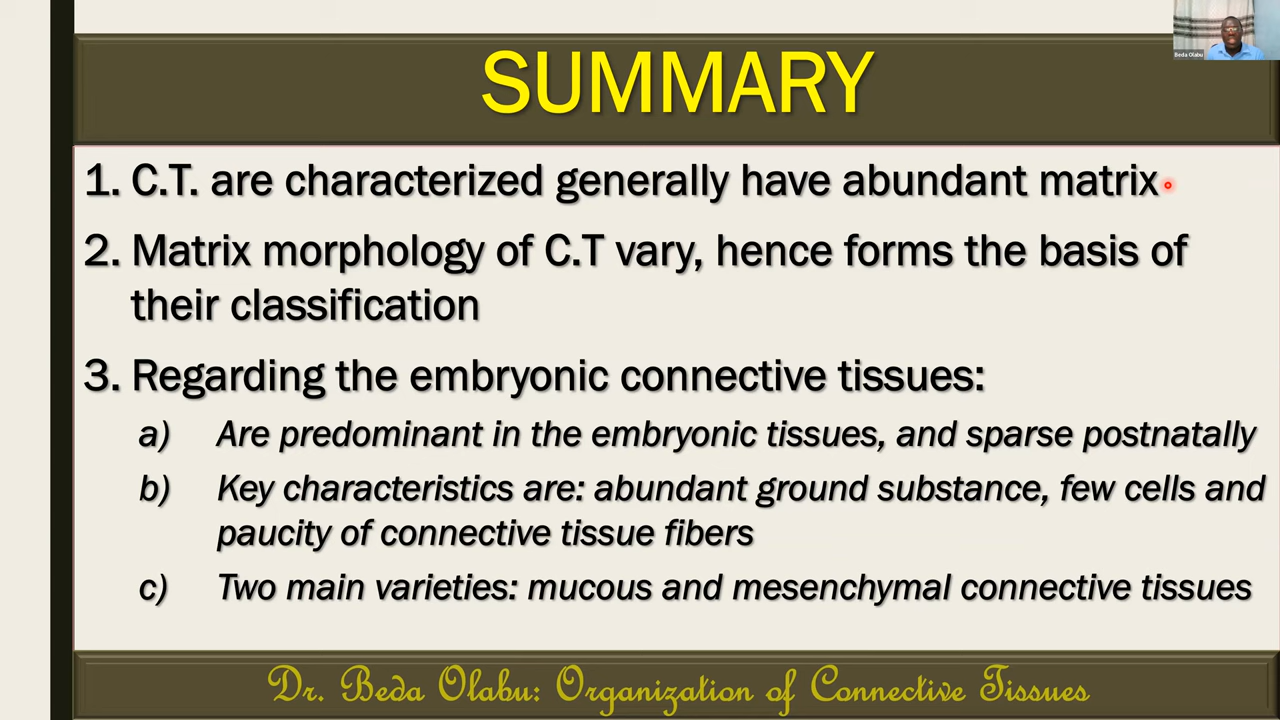 SUMMARY
Beda Olabu
1. C.T. are characterized generally have abundant matrix
2. Matrix morphology of C.T vary, hence forms the basis of
their classification
3. Regarding the embryonic connective tissues:
a) Are predominant in the embryonic tissues, and sparse postnatally
b) Key characteristics are: abundant ground substance, few cells and
paucity of connective tissue fibers
c) Two main varieties: mucous and mesenchymal connective tissues
Dr. Beda Olabu: Organization of Connective Tissues